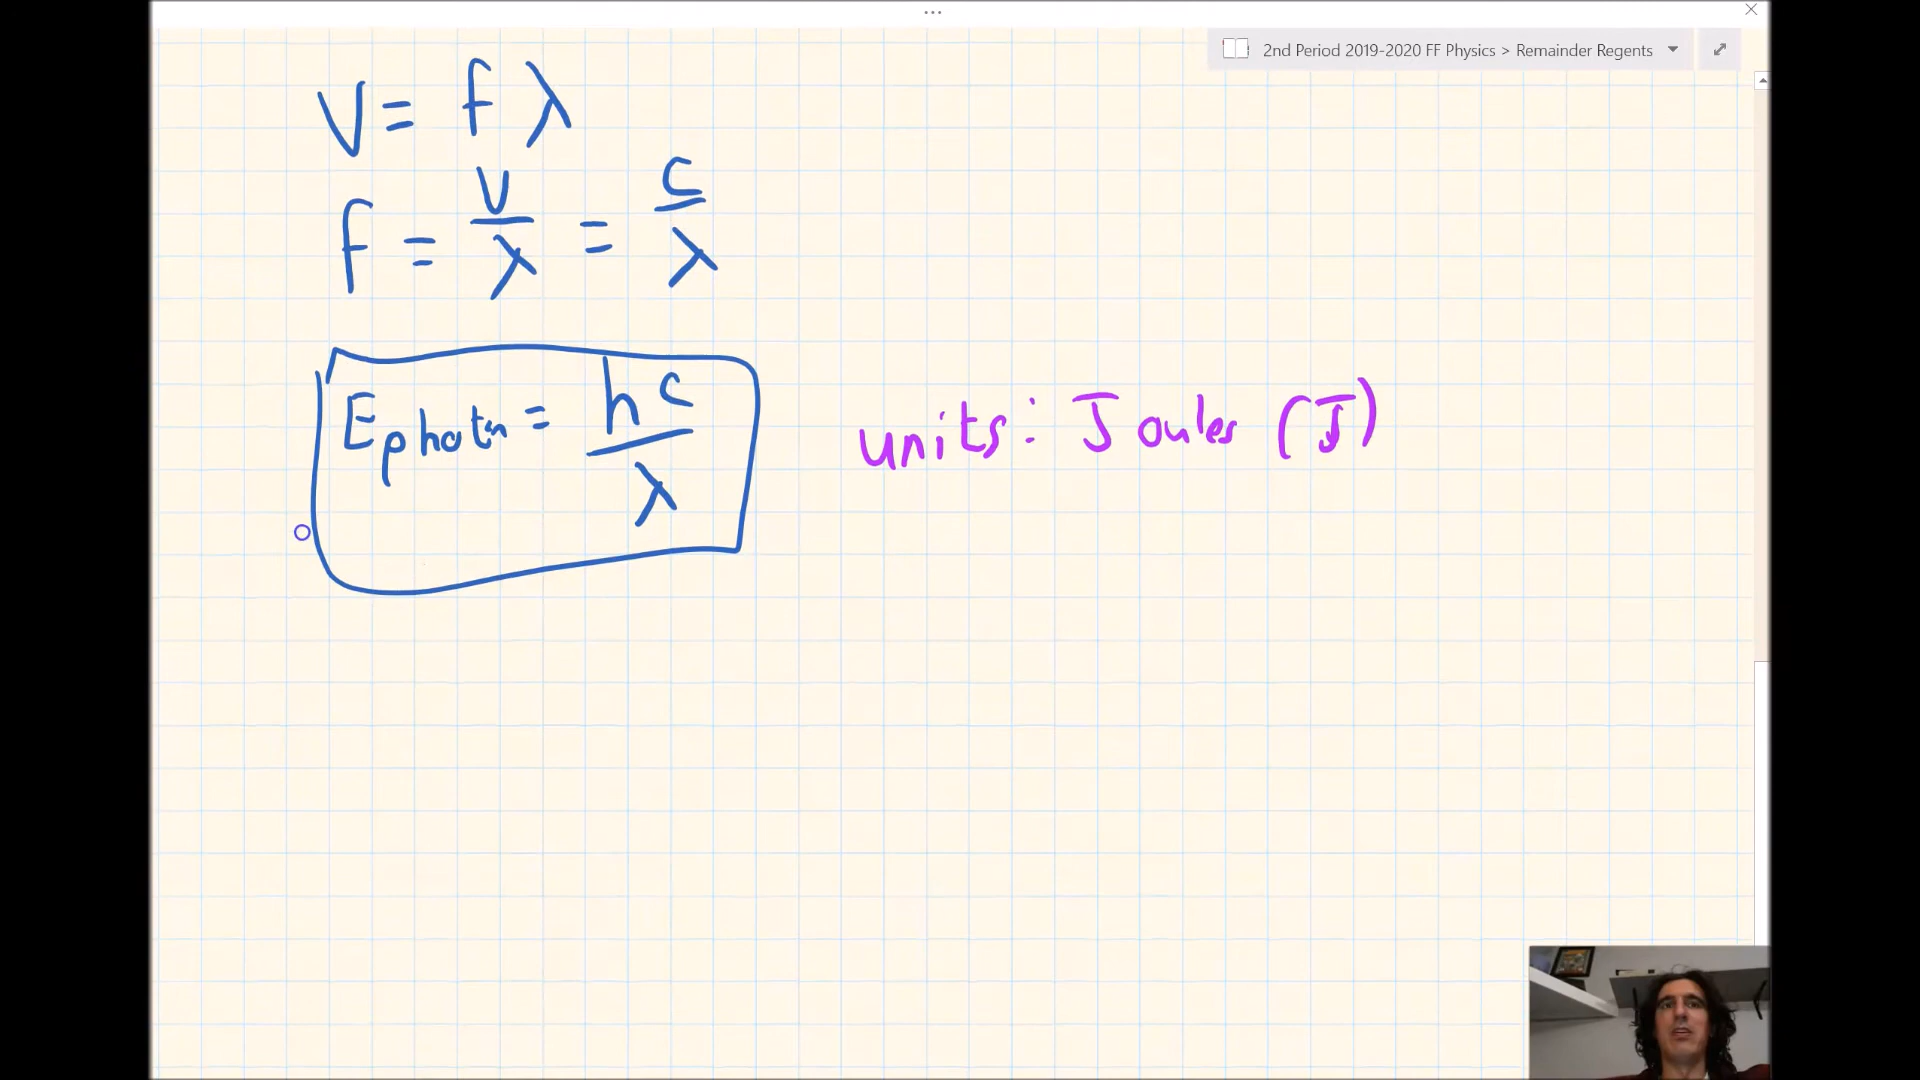 ...
2nd Period 2019-2020 FF Physics > Remainder Regents
V = f λ
f = V/λ = c/λ
E photon = hc/λ
units: Joules (J)